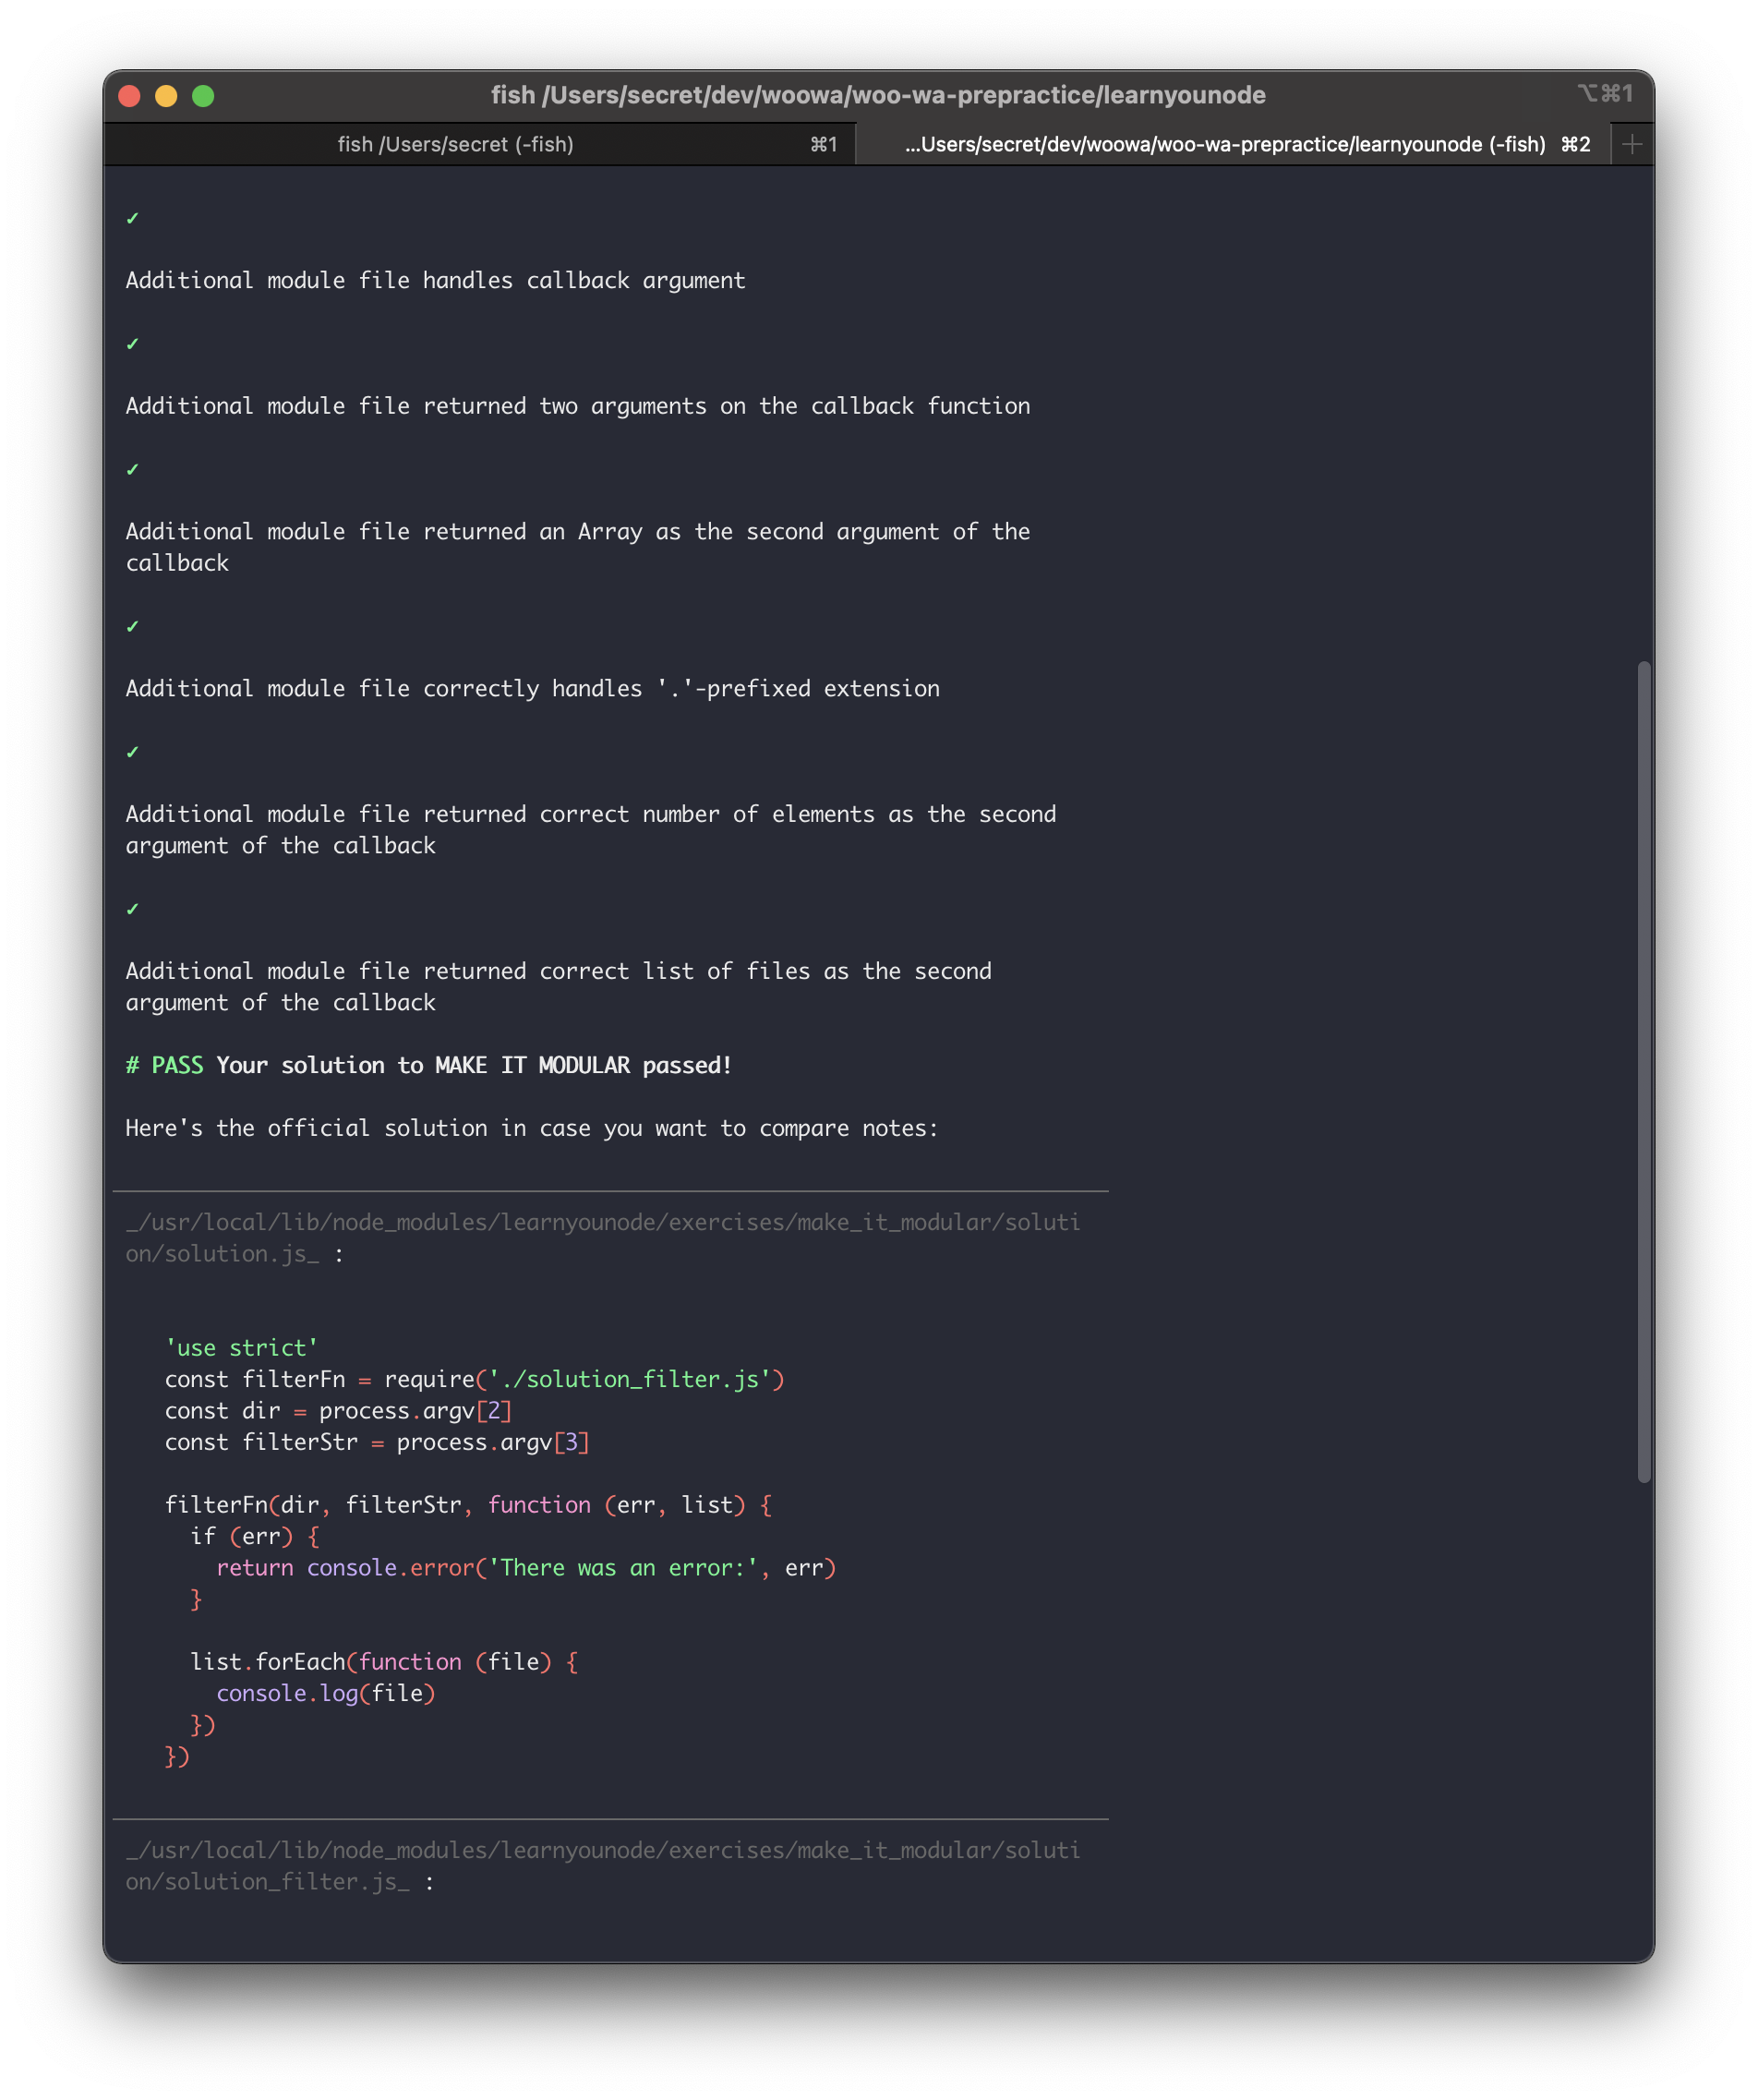 fish /Users/secret/dev/woowa/woo-wa-prepractice/learnyounode ⌥⌘1
fish /Users/secret (-fish) ⌘1 ...Users/secret/dev/woowa/woo-wa-prepractice/learnyounode (-fish) ⌘2 +
✓
Additional module file handles callback argument
✓
Additional module file returned two arguments on the callback function
✓
Additional module file returned an Array as the second argument of the
callback
✓
Additional module file correctly handles '.'-prefixed extension
✓
Additional module file returned correct number of elements as the second
argument of the callback
✓
Additional module file returned correct list of files as the second
argument of the callback
# PASS Your solution to MAKE IT MODULAR passed!
Here's the official solution in case you want to compare notes:
_/usr/local/lib/node_modules/learnyounode/exercises/make_it_modular/soluti
on/solution.js_ :
'use strict'
const filterFn = require('./solution_filter.js')
const dir = process.argv[2]
const filterStr = process.argv[3]
filterFn(dir, filterStr, function (err, list) {
if (err) {
return console.error('There was an error:', err)
}
list.forEach(function (file) {
console.log(file)
})
})
_/usr/local/lib/node_modules/learnyounode/exercises/make_it_modular/soluti
on/solution_filter.js_ :